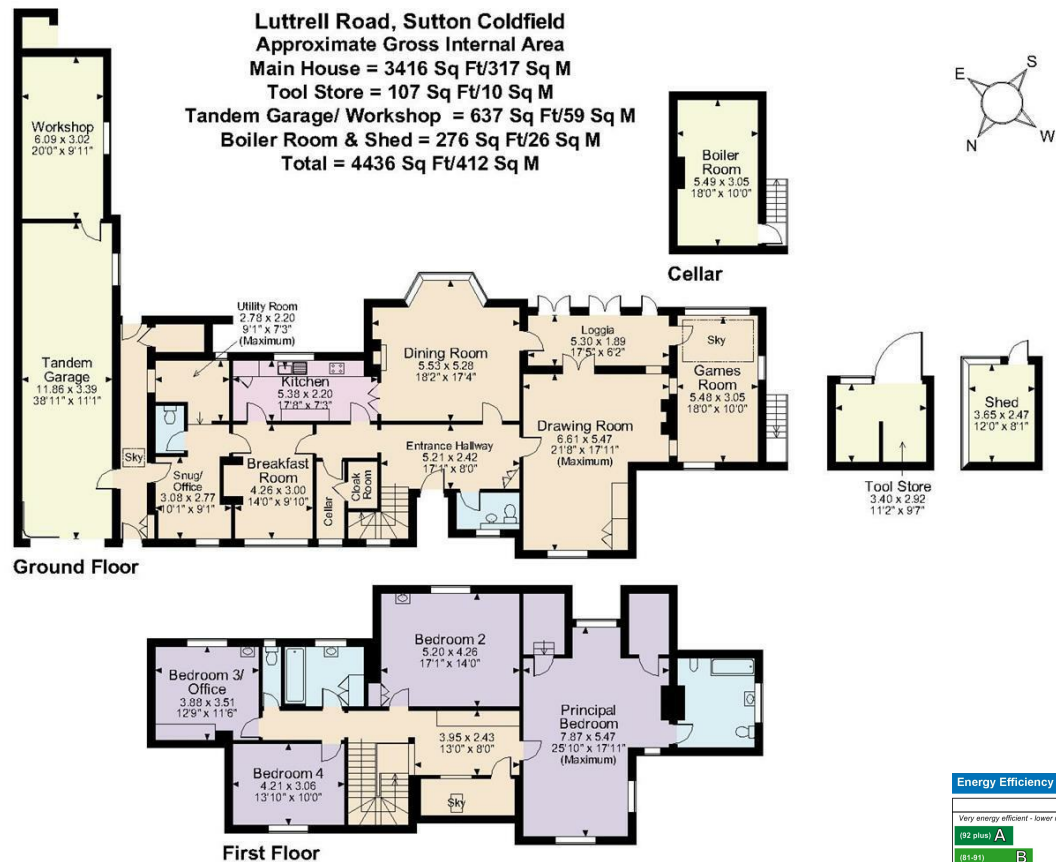 Luttrell Road, Sutton Coldfield
Approximate Gross Internal Area
Main House = 3416 Sq Ft/317 Sq M
Tool Store = 107 Sq Ft/10 Sq M
Tandem Garage/ Workshop = 637 Sq Ft/59 Sq M
Boiler Room & Shed = 276 Sq Ft/26 Sq M
Total = 4436 Sq Ft/412 Sq M
E
S
N
W
Workshop
6.09 x 3.02
20'0" x 9'11"
Boiler
Room
5.49 x 3.05
18'0" x 10'0"
Cellar
Utility Room
2.78 x 2.20
9'1" x 7'3"
(Maximum)
Tandem
Garage
11.86 x 3.39
38'11" x 11'1"
Kitchen
5.38 x 2.20
17'8" x 7'3"
Dining Room
5.53 x 5.28
18'2" x 17'4"
Loggia
5.30 x 1.89
17'5" x 6'2"
Sky
Games
Room
5.48 x 3.05
18'0" x 10'0"
Drawing Room
6.61 x 5.47
21'8" x 17'11"
(Maximum)
Entrance Hallway
5.21 x 2.42
17'1" x 8'0"
Sky
Snug/
Office
3.08 x 2.77
10'1" x 9'1"
Breakfast
Room
4.26 x 3.00
14'0" x 9'10"
Cellar
Cloak
Room
Shed
3.65 x 2.47
12'0" x 8'1"
Tool Store
3.40 x 2.92
11'2" x 9'7"
Ground Floor
Bedroom 3/
Office
3.88 x 3.51
12'9" x 11'6"
Bedroom 2
5.20 x 4.26
17'1" x 14'0"
Principal
Bedroom
7.87 x 5.47
25'10" x 17'11"
(Maximum)
3.95 x 2.43
13'0" x 8'0"
Bedroom 4
4.21 x 3.06
13'10" x 10'0"
Sky
First Floor
Energy Efficiency
Very energy efficient - lower
(92 plus) A
(81-91) B